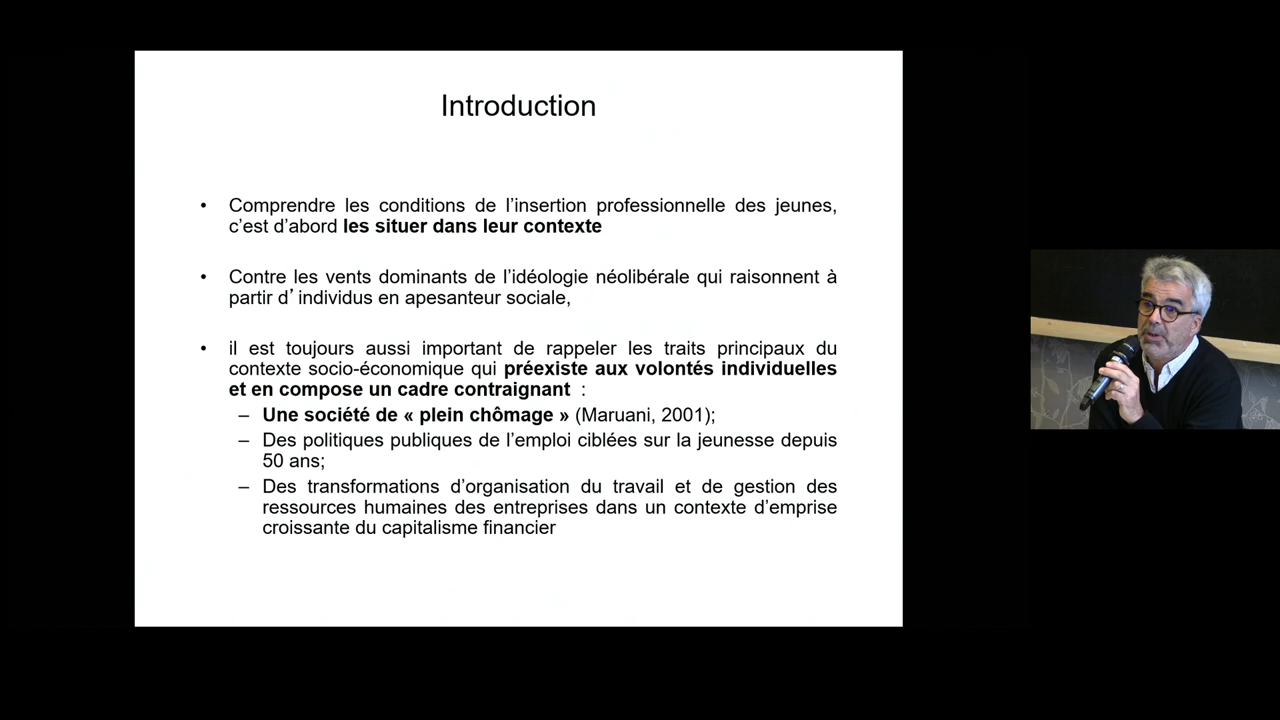 Introduction
• Comprendre les conditions de l’insertion professionnelle des jeunes,
c’est d’abord les situer dans leur contexte
• Contre les vents dominants de l’idéologie néolibérale qui raisonnent à
partir d’individus en apesanteur sociale,
• il est toujours aussi important de rappeler les traits principaux du
contexte socio-économique qui préexiste aux volontés individuelles
et en compose un cadre contraignant :
– Une société de « plein chômage » (Maruani, 2001);
– Des politiques publiques de l’emploi ciblées sur la jeunesse depuis
50 ans;
– Des transformations d’organisation du travail et de gestion des
ressources humaines des entreprises dans un contexte d’emprise
croissante du capitalisme financier